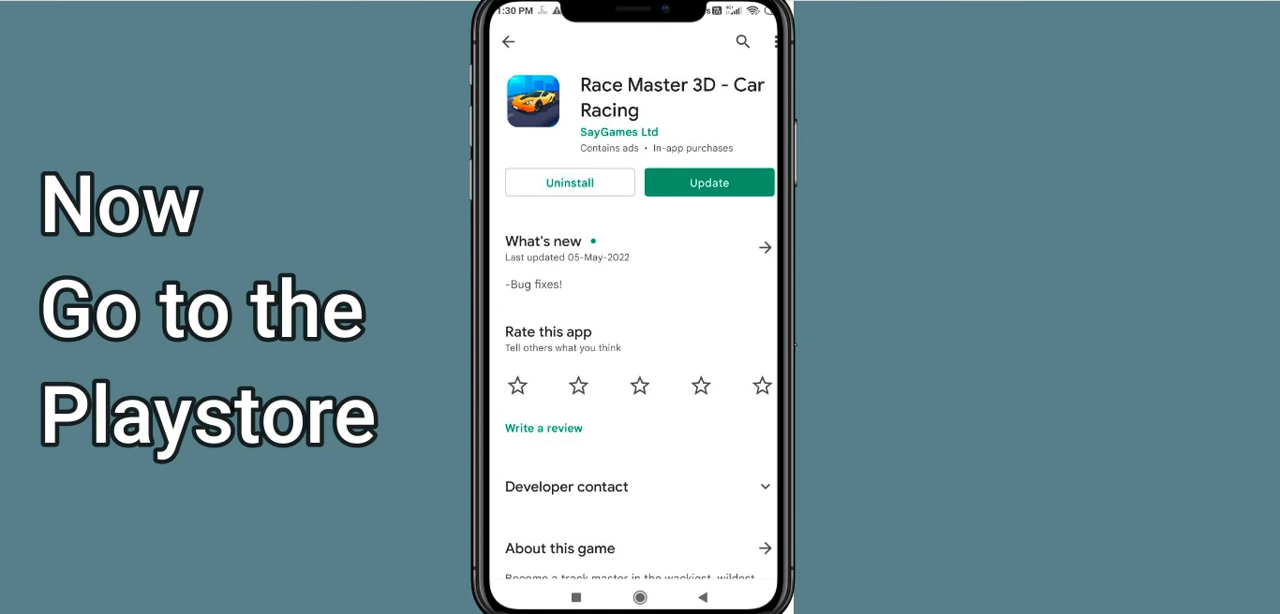 Now
Go to the
Playstore
1:30 PM
Race Master 3D - Car
Racing
SayGames Ltd
Contains ads • In-app purchases
Uninstall
Update
What's new
Last updated 05-May-2022
-Bug fixes!
Rate this app
Tell others what you think
Write a review
Developer contact
About this game
Become a track master in the wackiest, wildest